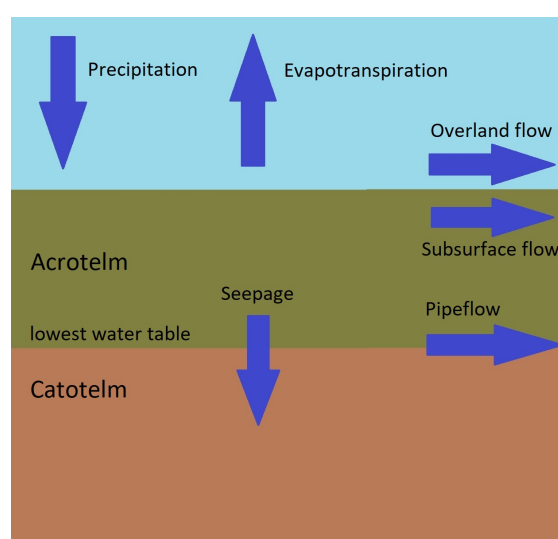 Precipitation
Evapotranspiration
Overland flow
Subsurface flow
Acrotelm
Seepage
Pipeflow
lowest water table
Catotelm